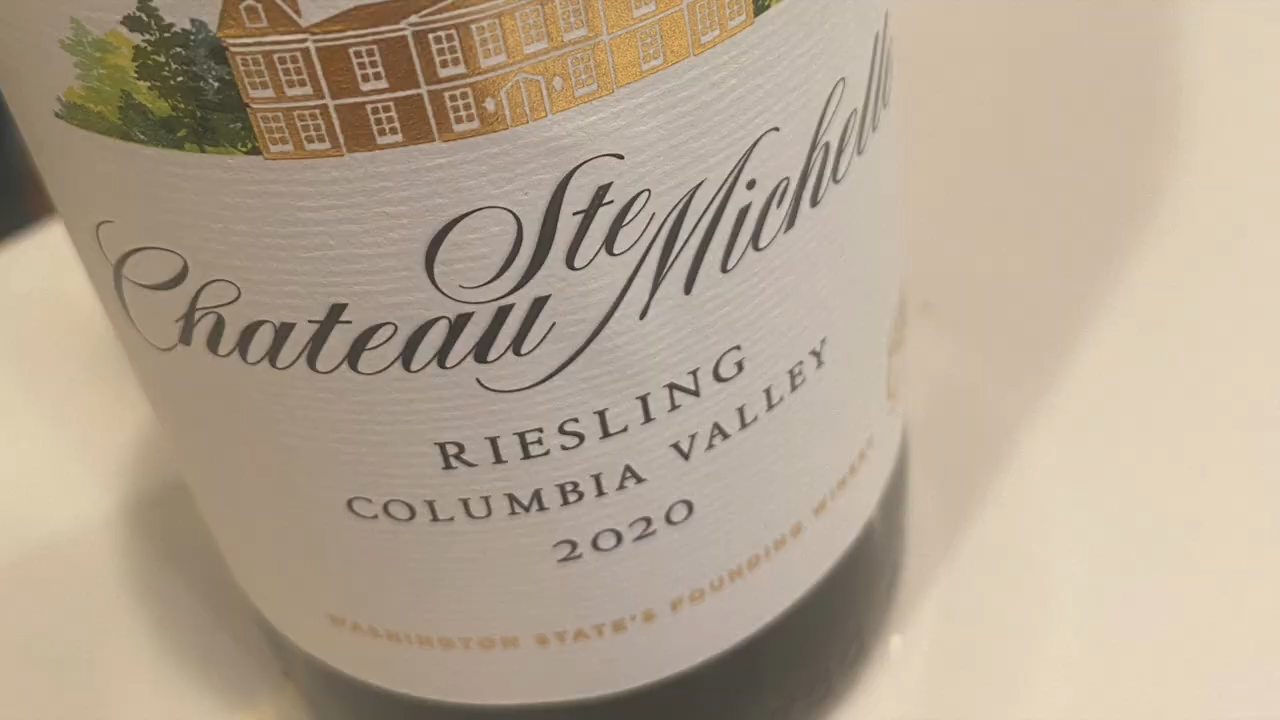 Chateau Ste Michelle
RIESLING
COLUMBIA VALLEY
2020
WASHINGTON STATE'S FOUNDING WINERY